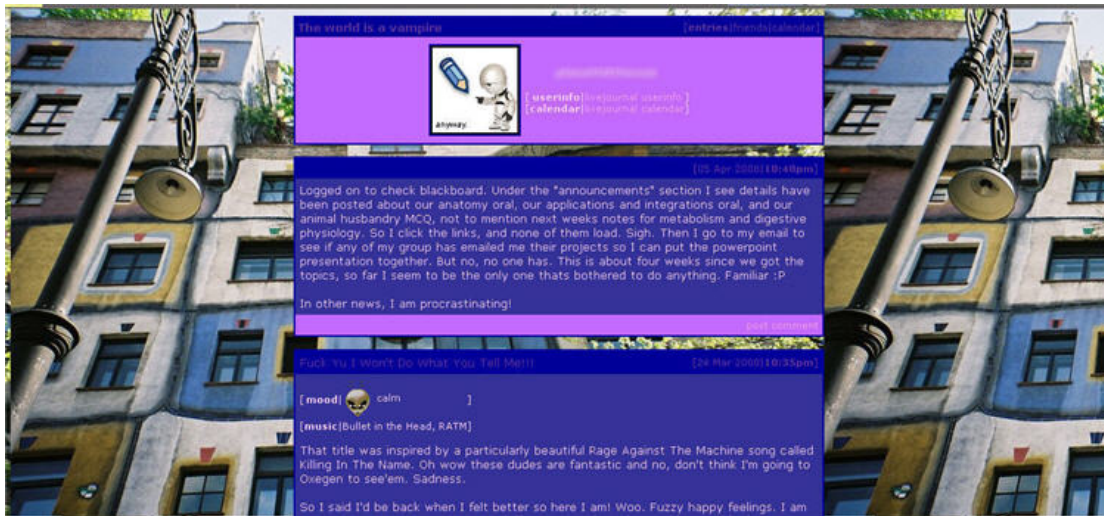 The world is a vampire
[entries|friends|calendar]
anyway.
[ userinfo|livejournal userinfo ]
[calendar|livejournal calendar]
[05 Apr 2008|10:40pm]
Logged on to check blackboard. Under the "announcements" section I see details have
been posted about our anatomy oral, our applications and integrations oral, and our
animal husbandry MCQ, not to mention next weeks notes for metabolism and digestive
physiology. So I click the links, and none of them load. Sigh. Then I go to my email to
see if any of my group has emailed me their projects so I can put the powerpoint
presentation together. But no, no one has. This is about four weeks since we got the
topics, so far I seem to be the only one thats bothered to do anything. Familiar :P
In other news, I am procrastinating!
post comment
Fuck Yu I Won't Do What You Tell Me!!!
[24 Mar 2008|10:35pm]
[ mood| calm ]
[music|Bullet in the Head, RATM]
That title was inspired by a particularly beautiful Rage Against The Machine song called
Killing In The Name. Oh wow these dudes are fantastic and no, don't think I'm going to
Oxegen to see'em. Sadness.
So I said I'd be back when I felt better so here I am! Woo. Fuzzy happy feelings. I am